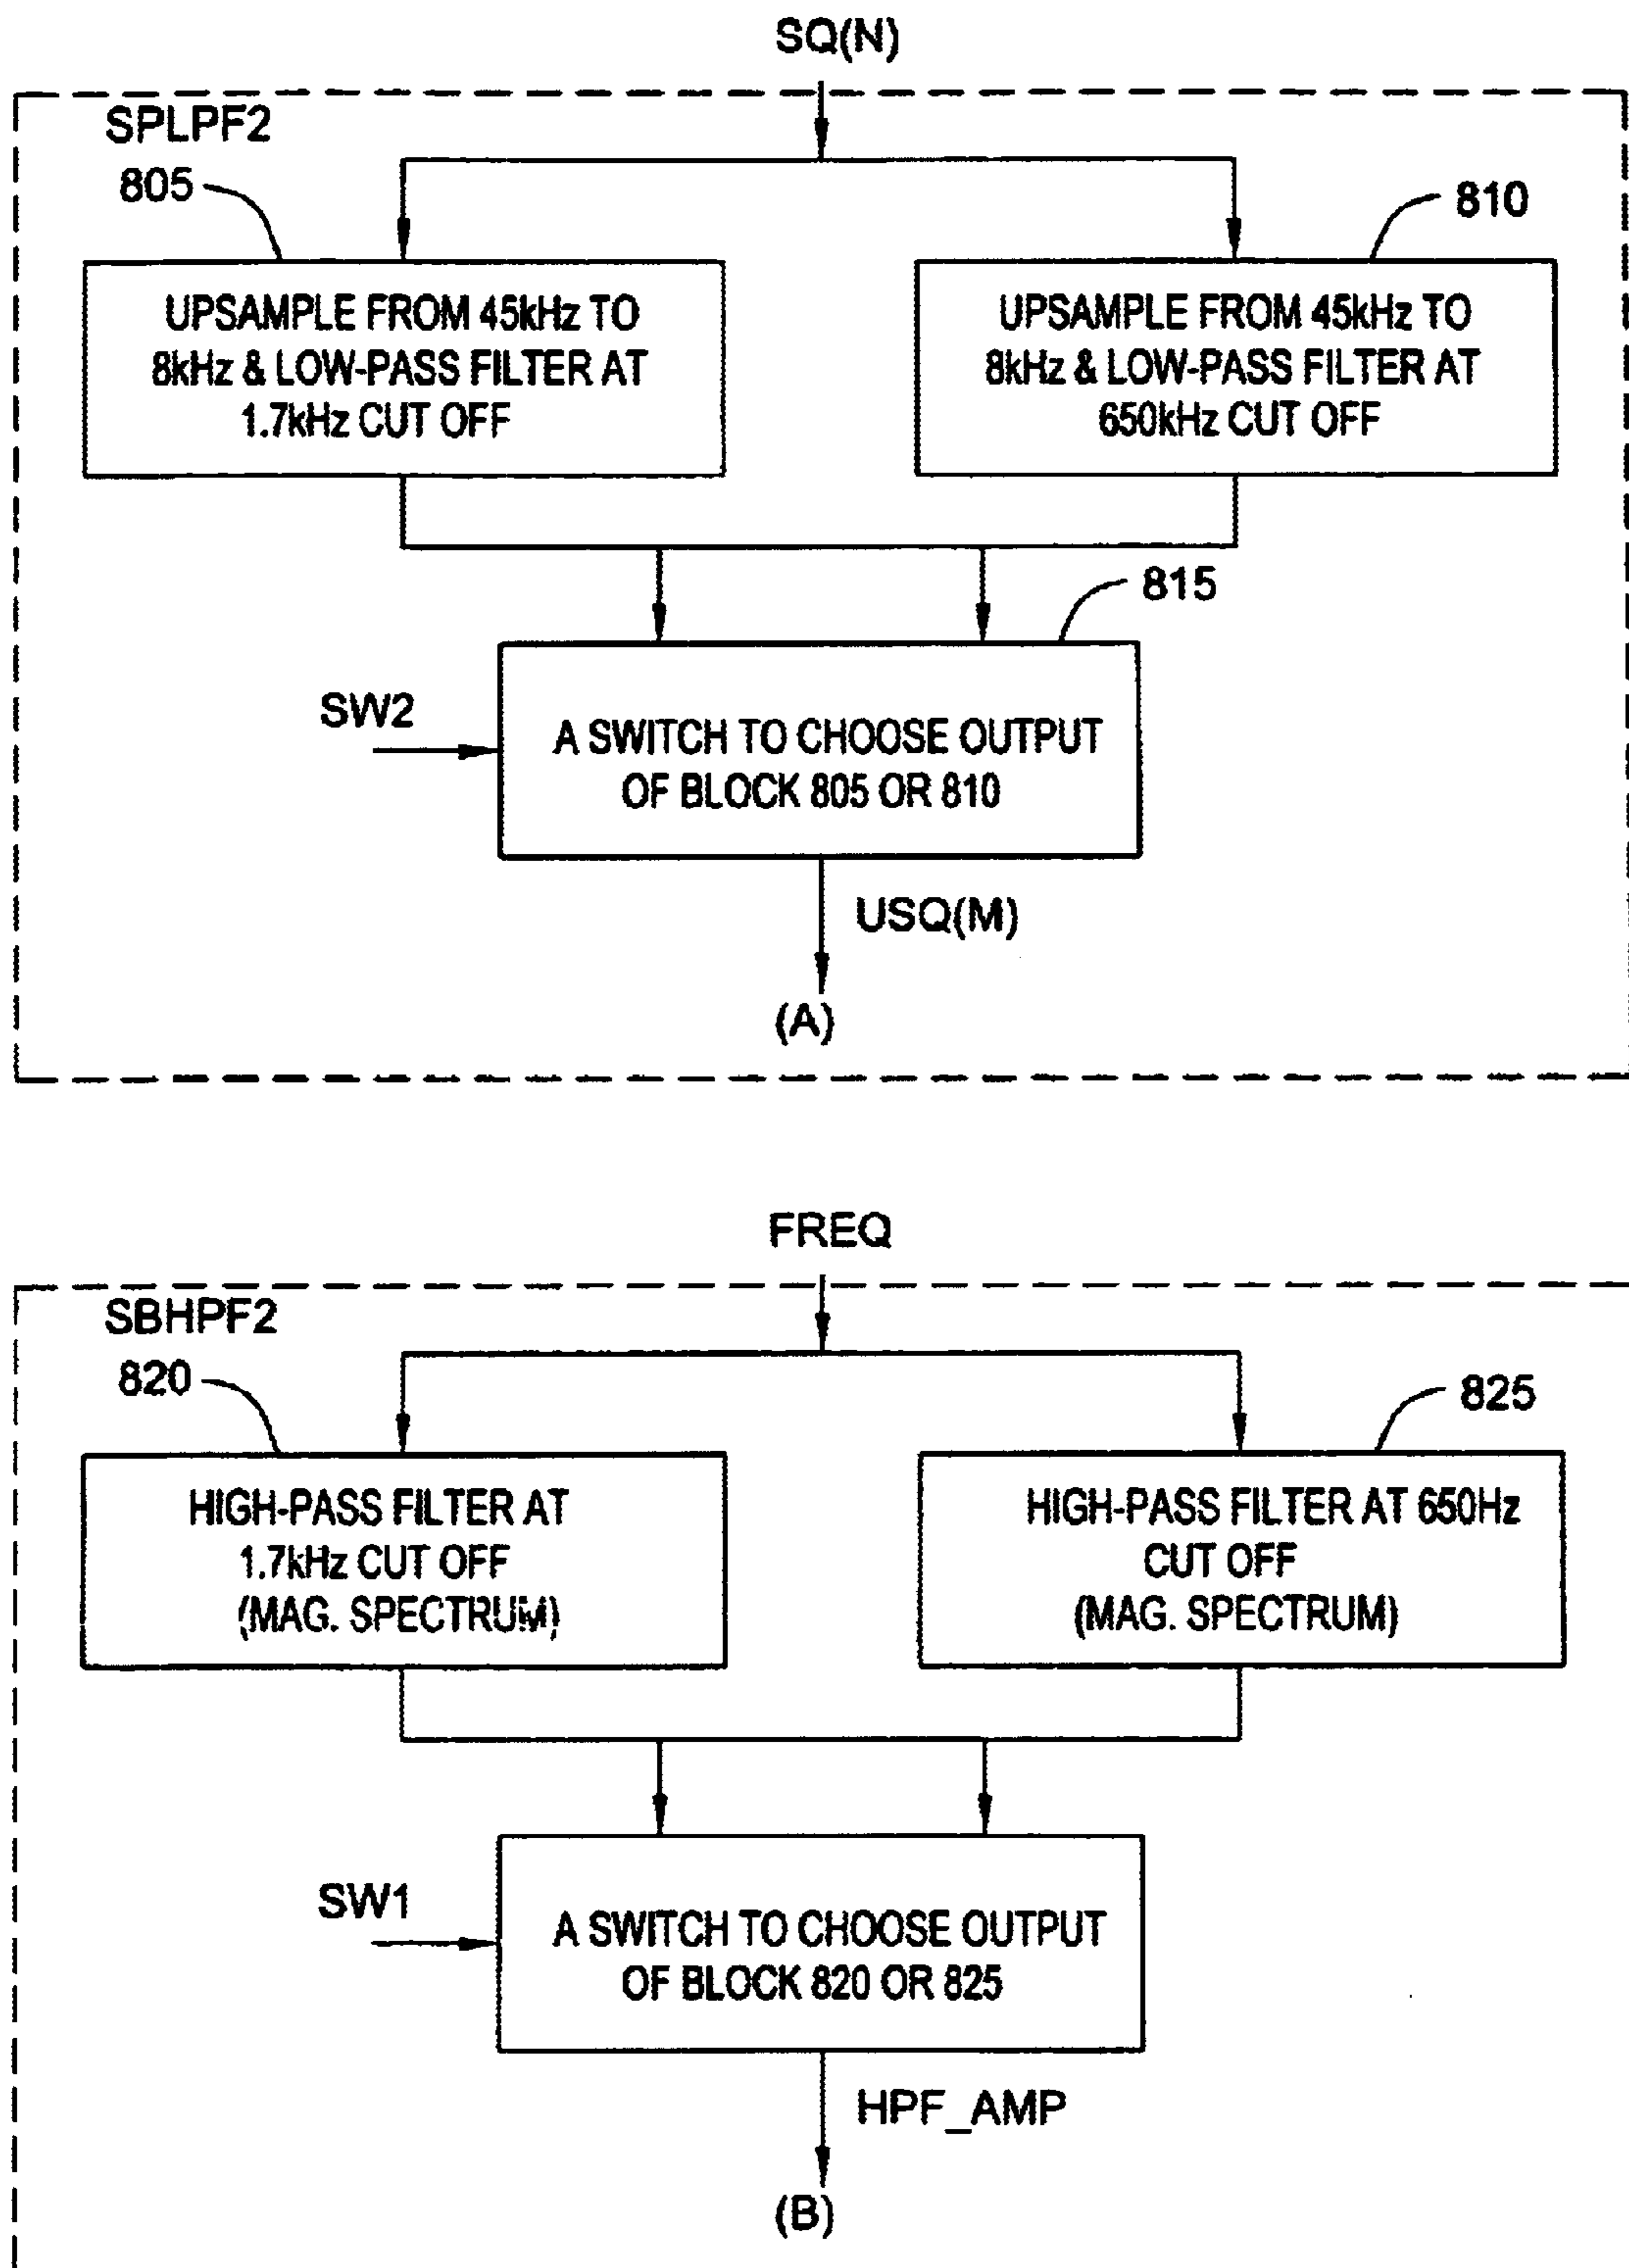 SQ(N)
SPLPF2
805
810
UPSAMPLE FROM 45kHz TO
8kHz & LOW-PASS FILTER AT
1.7kHz CUT OFF
UPSAMPLE FROM 45kHz TO
8kHz & LOW-PASS FILTER AT
650kHz CUT OFF
815
SW2
A SWITCH TO CHOOSE OUTPUT
OF BLOCK 805 OR 810
USQ(M)
(A)
FREQ
SBHPF2
820
825
HIGH-PASS FILTER AT
1.7kHz CUT OFF
(MAG. SPECTRUM)
HIGH-PASS FILTER AT 650Hz
CUT OFF
(MAG. SPECTRUM)
SW1
A SWITCH TO CHOOSE OUTPUT
OF BLOCK 820 OR 825
HPF_AMP
(B)